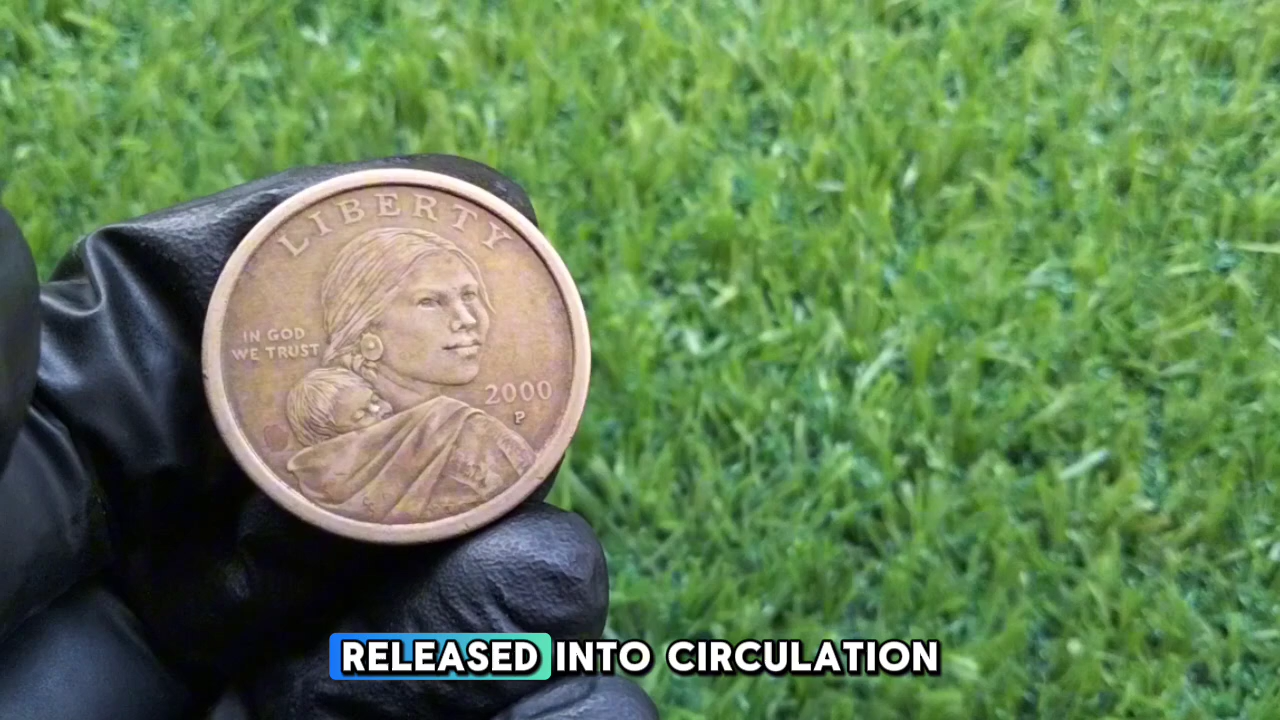 LIBERTY
IN GOD
WE TRUST
2000
P
RELEASED INTO CIRCULATION